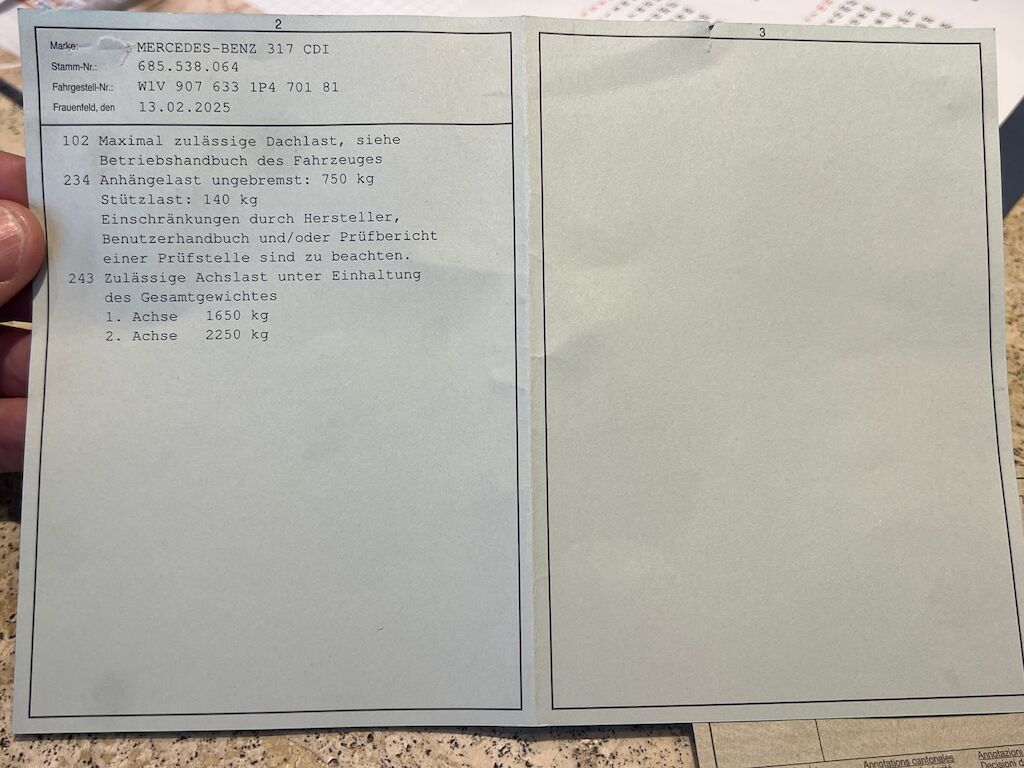 2
Marke: MERCEDES-BENZ 317 CDI
Stamm-Nr.: 685.538.064
Fahrgestell-Nr.: W1V 907 633 1P4 701 81
Frauenfeld, den 13.02.2025
102 Maximal zulässige Dachlast, siehe
Betriebshandbuch des Fahrzeuges
234 Anhängelast ungebremst: 750 kg
Stützlast: 140 kg
Einschränkungen durch Hersteller,
Benutzerhandbuch und/oder Prüfbericht
einer Prüfstelle sind zu beachten.
243 Zulässige Achslast unter Einhaltung
des Gesamtgewichtes
1. Achse 1650 kg
2. Achse 2250 kg
3
Annotations cantonales
Annotazioni
Decisioni d